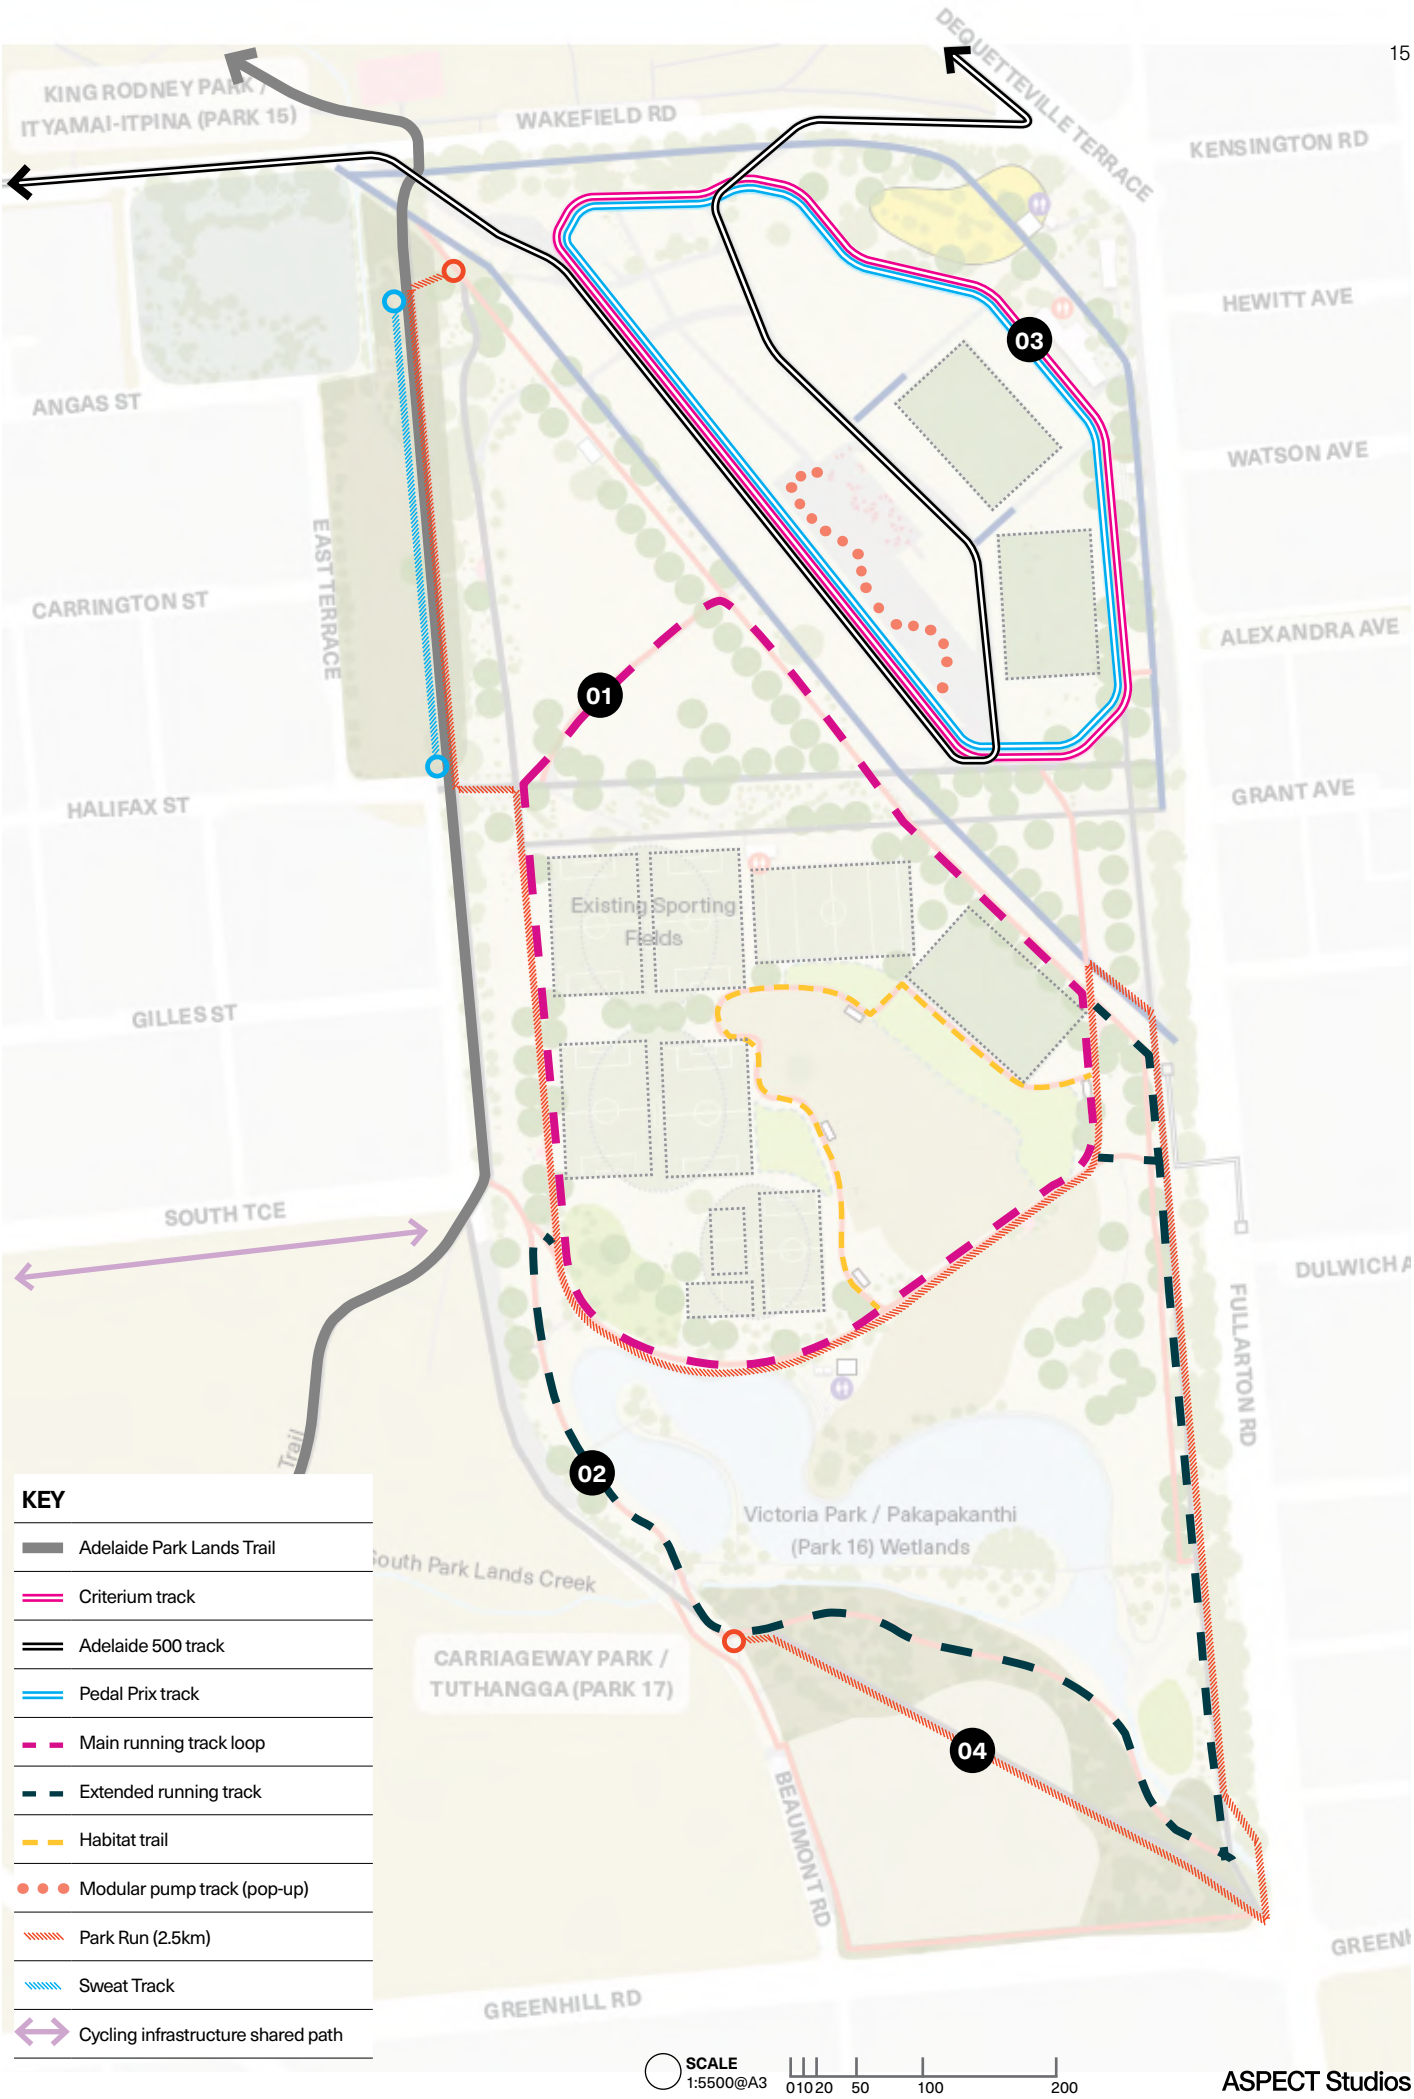 15
DEQUETTEVILLE TERRACE
KING RODNEY PARK /
ITYAMAI-ITPINA (PARK 15)
WAKEFIELD RD
KENSINGTON RD
HEWITT AVE
03
ANGAS ST
WATSON AVE
EAST TERRACE
CARRINGTON ST
ALEXANDRA AVE
01
HALIFAX ST
GRANT AVE
Existing Sporting
Fields
GILLES ST
SOUTH TCE
DULWICH A
FULLARTON RD
Trail
02
Victoria Park / Pakapakanthi
(Park 16) Wetlands
South Park Lands Creek
CARRIAGEWAY PARK /
TUTHANGGA (PARK 17)
04
BEAUMONT RD
GREENH
GREENHILL RD
KEY
Adelaide Park Lands Trail
Criterium track
Adelaide 500 track
Pedal Prix track
Main running track loop
Extended running track
Habitat trail
Modular pump track (pop-up)
Park Run (2.5km)
Sweat Track
Cycling infrastructure shared path
SCALE
1:5500@A3
0 10 20 50 100 200
ASPECT Studios